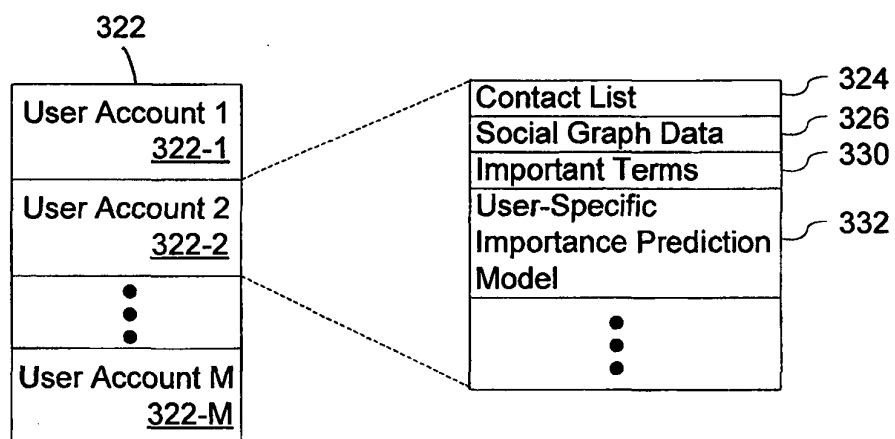 322
User Account 1
322-1
User Account 2
322-2
User Account M
322-M
Contact List
324
Social Graph Data
326
Important Terms
330
User-Specific
Importance Prediction
Model
332